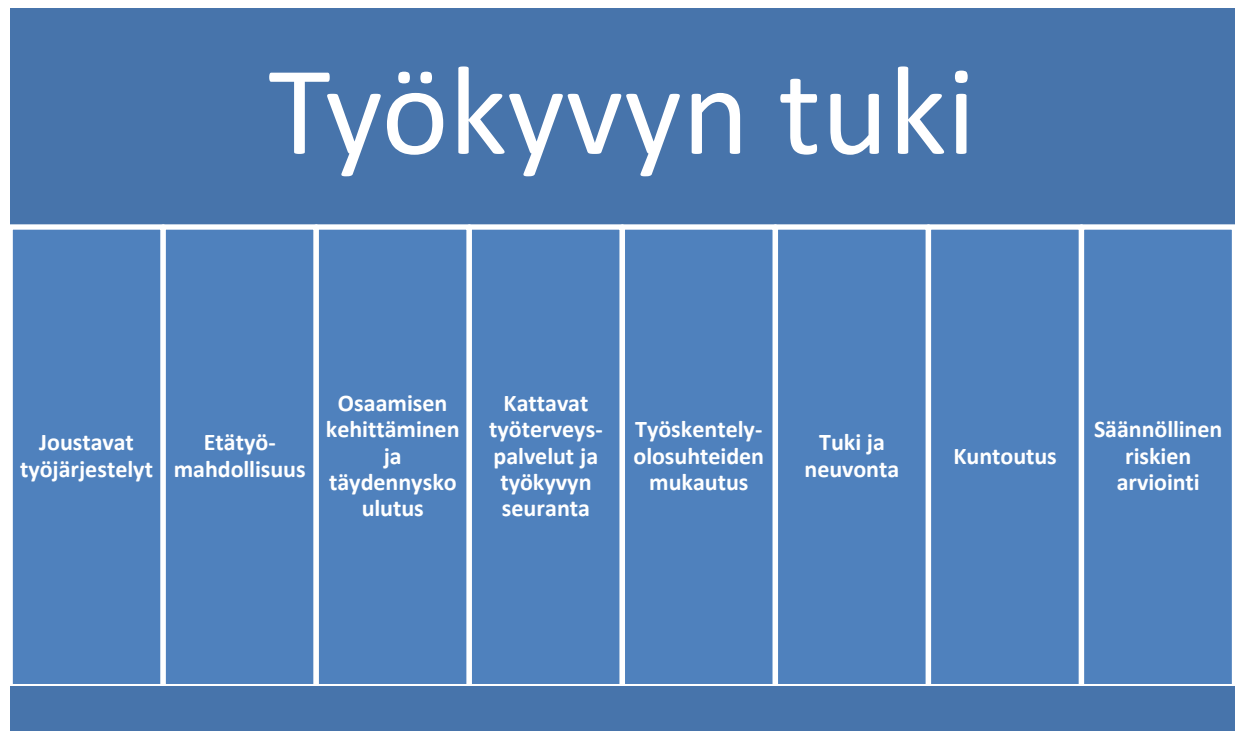 Työkyvyn tuki
Joustavat
työjärjestelyt
Etätyö-
mahdollisuus
Osaamisen
kehittäminen
ja
täydennysko
ulutus
Kattavat
työterveys-
palvelut ja
työkyvyn
seuranta
Työskentely-
olosuhteiden
mukautus
Tuki ja
neuvonta
Kuntoutus
Säännöllinen
riskien
arviointi